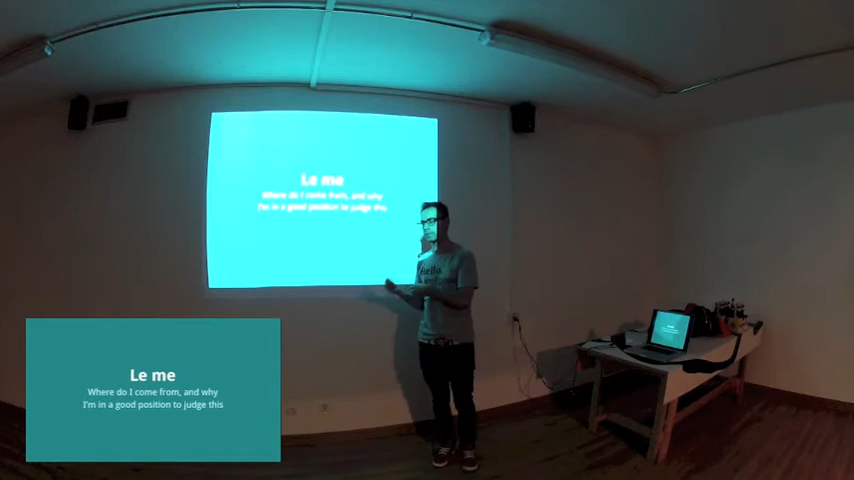 Le me
Where do I come from, and why
I'm in a good position to judge this
Hello
Le me
Where do I come from, and why
I'm in a good position to judge this